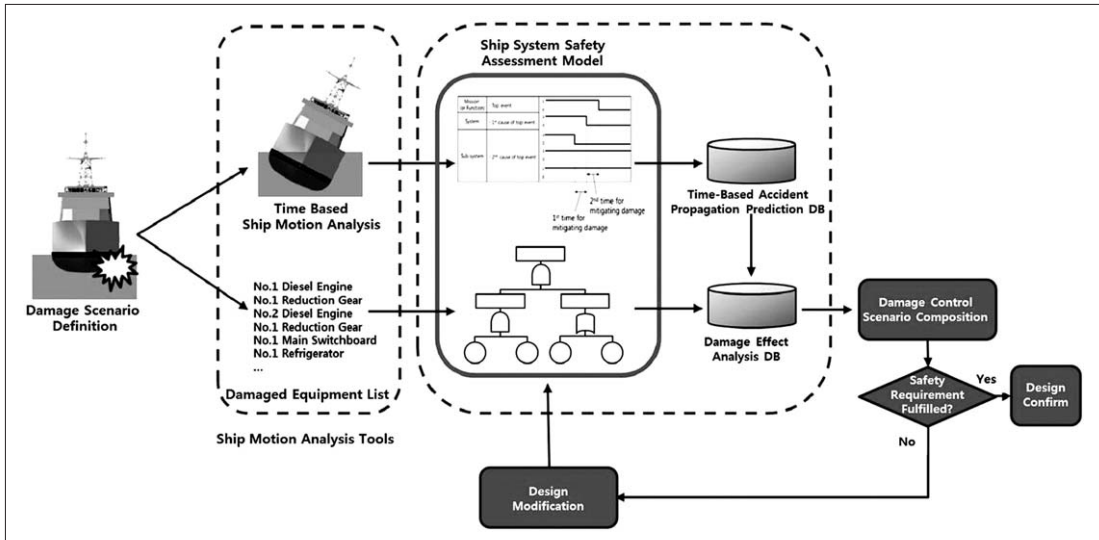 Damage Scenario
Definition
Time Based
Ship Motion Analysis
No.1 Diesel Engine
No.1 Reduction Gear
No.2 Diesel Engine
No.1 Reduction Gear
No.1 Main Switchboard
No.1 Refrigerator
...
Damaged Equipment List
Ship Motion Analysis Tools
Ship System Safety
Assessment Model
Mission
or Function
Top event
System
1st cause of top event
Sub system
2nd cause of top event
2nd time for
mitigating damage
1st time for
mitigating damage
Time-Based Accident
Propagation Prediction DB
Damage Effect
Analysis DB
Damage Control
Scenario Composition
Safety
Requirement
Fulfilled?
Yes
Design
Confirm
No
Design
Modification